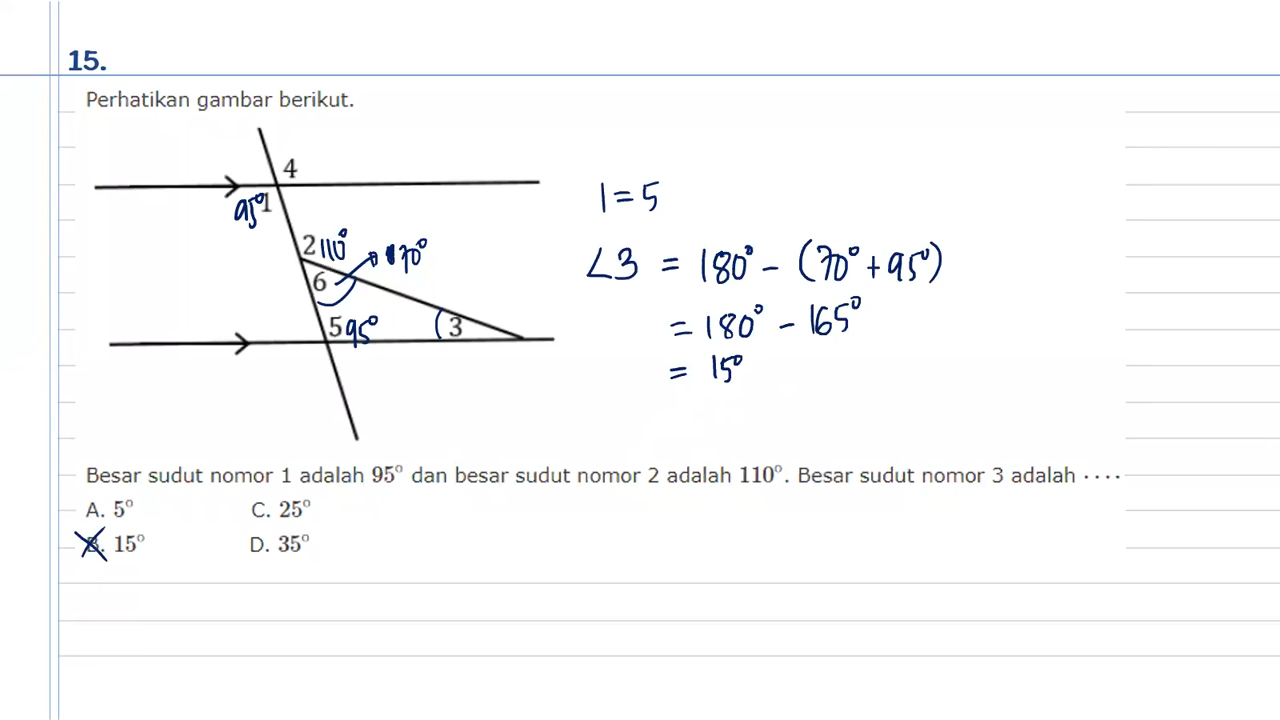 15.
Perhatikan gambar berikut.
4
95° 1
1 = 5
2 110°
70°
∠3 = 180° - (70° + 95°)
6
5 95°
3
= 180° - 165°
= 15°
Besar sudut nomor 1 adalah 95° dan besar sudut nomor 2 adalah 110°. Besar sudut nomor 3 adalah ....
A. 5° C. 25°
B. 15° D. 35°